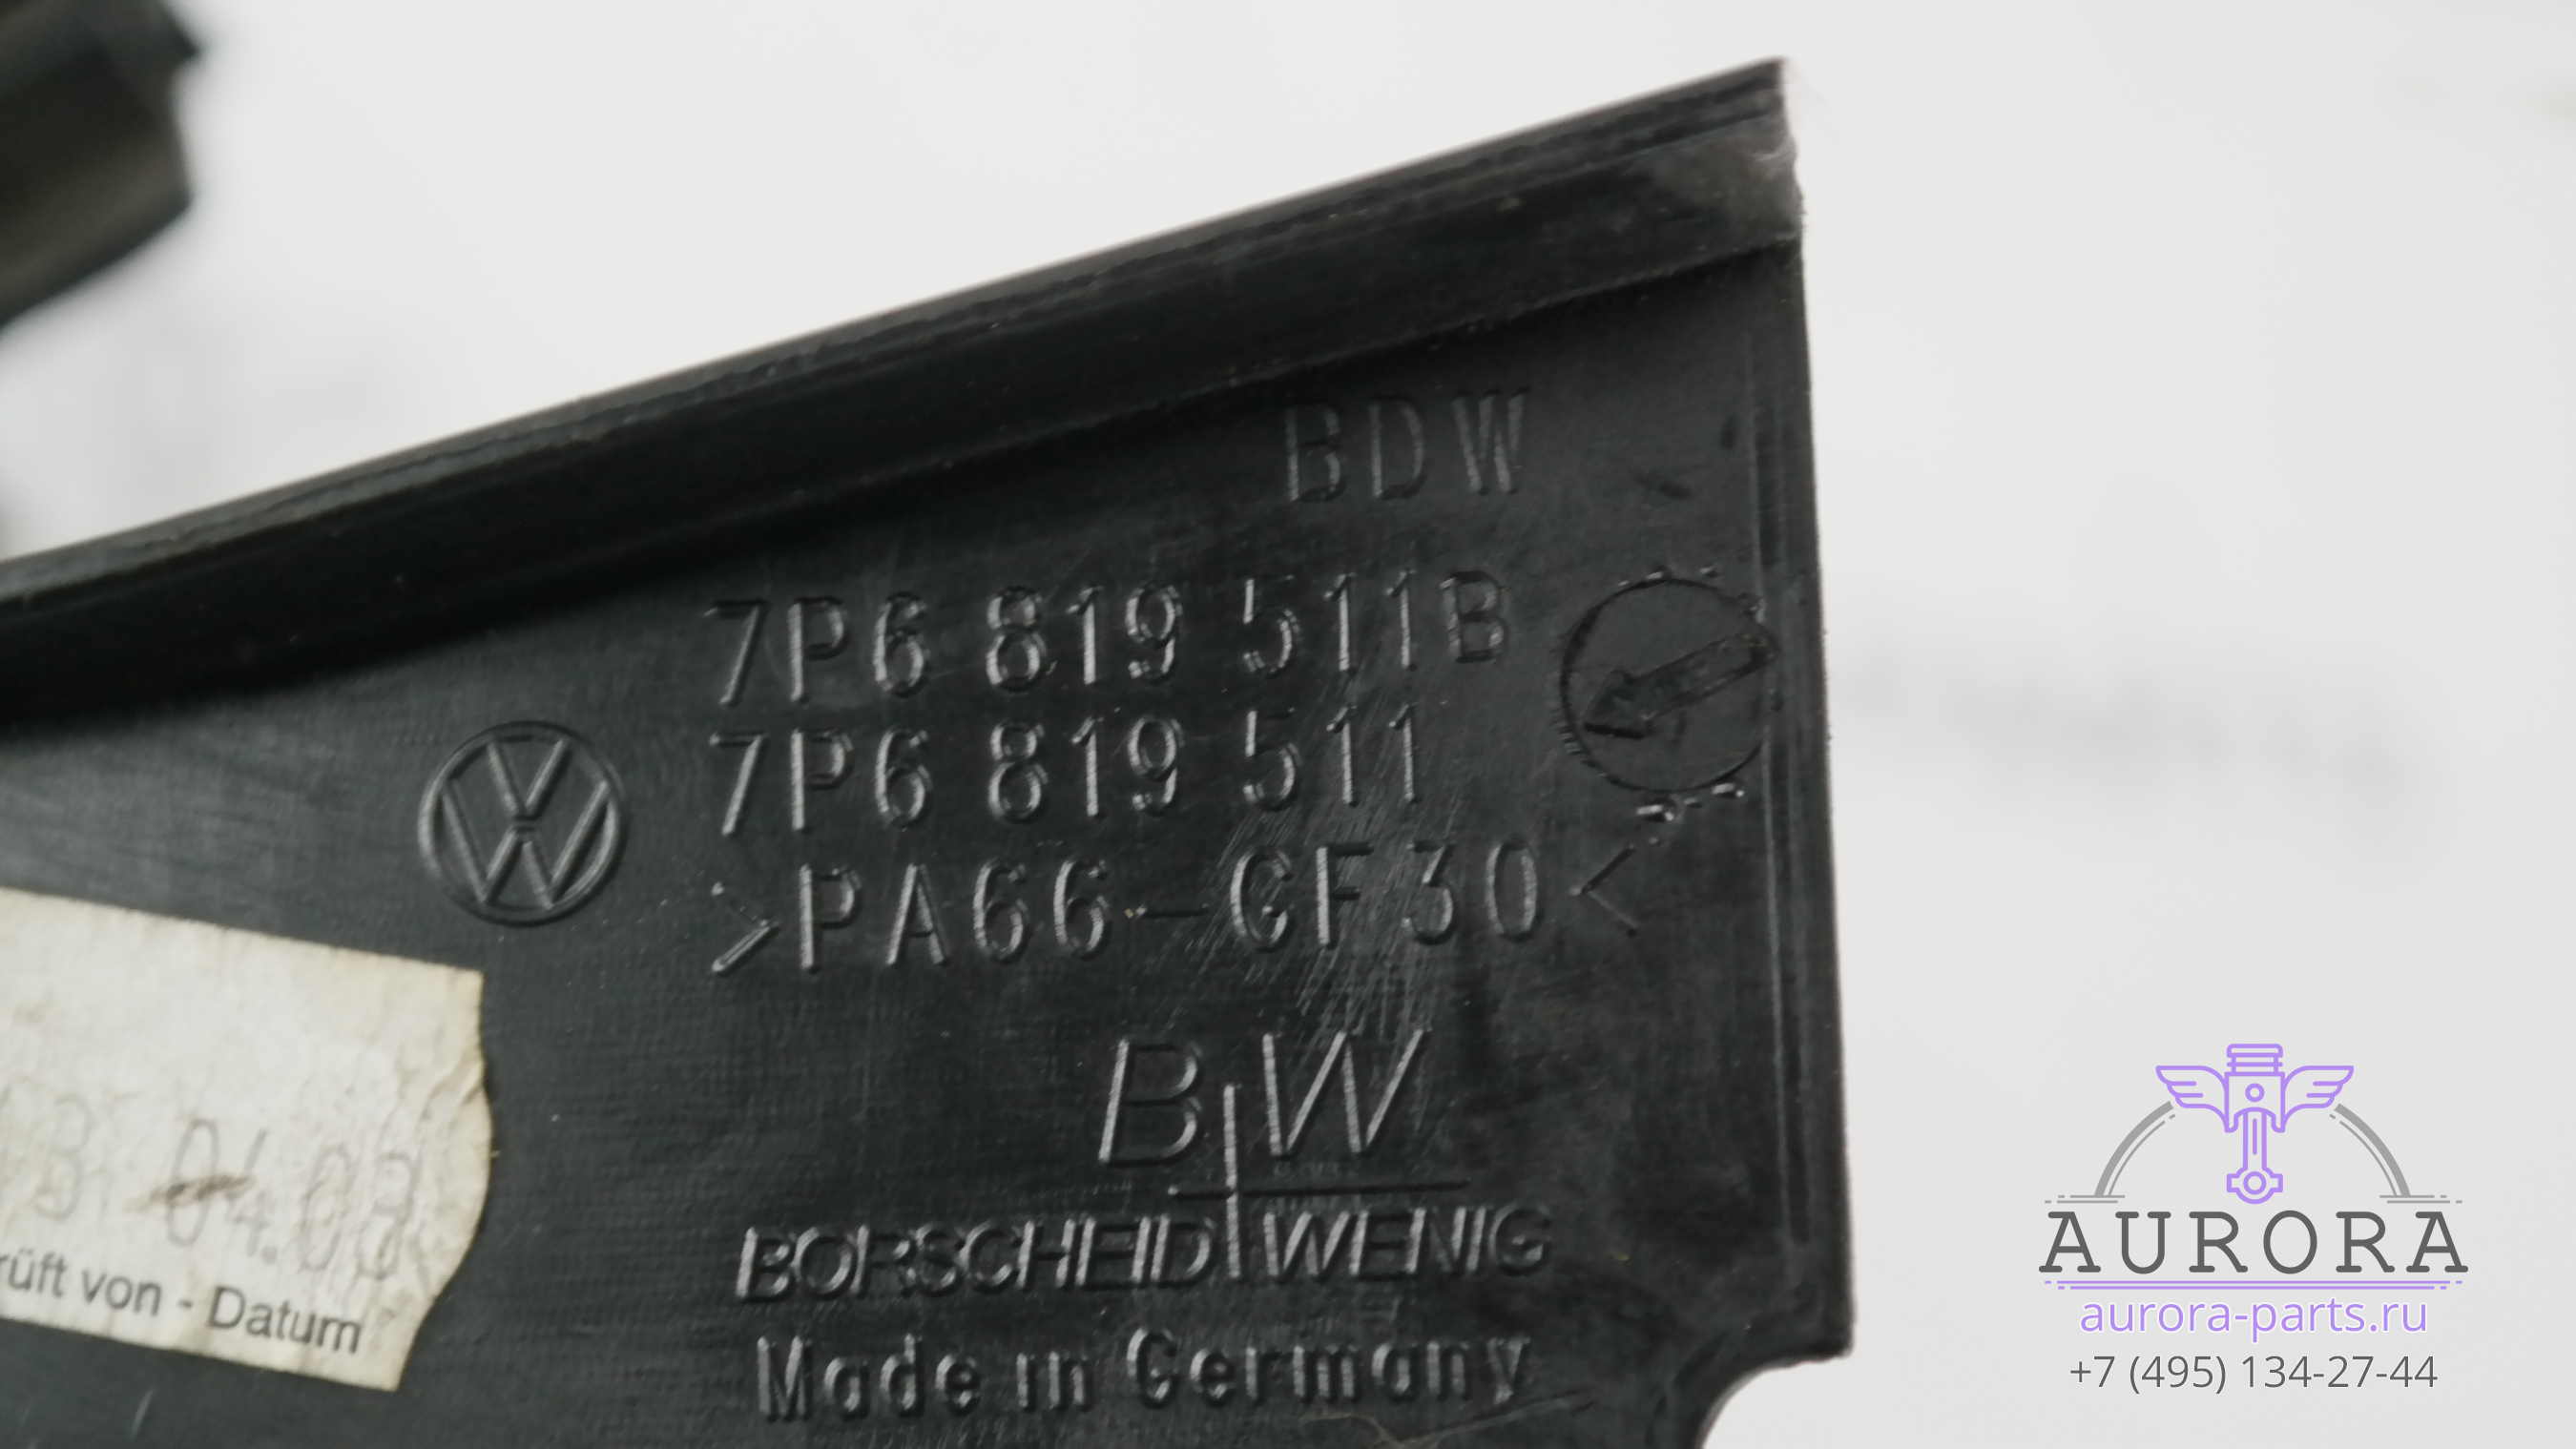 BDW
7P6 819 511B
7P6 819 511
>PA66-GF30<
BW
BORSCHEID WENIG
Made in Germany
04.03
rüft von - Datum
AURORA
aurora-parts.ru
+7 (495) 134-27-44